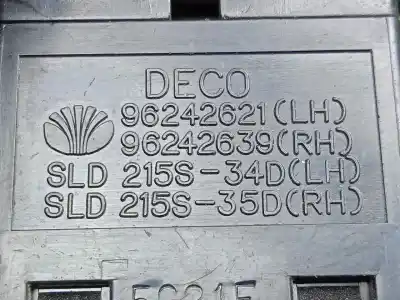 DECO
96242621(LH)
96242639(RH)
SLD 215S-34D(LH)
SLD 215S-35D(RH)